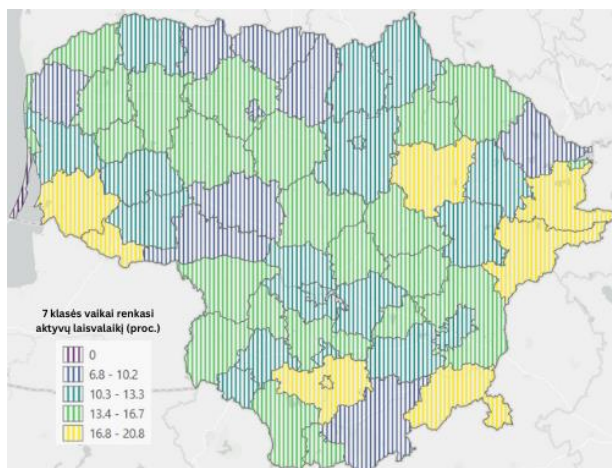 7 klasės vaikai renkasi
aktyvų laisvalaikį (proc.)
0
6.8 - 10.2
10.3 - 13.3
13.4 - 16.7
16.8 - 20.8